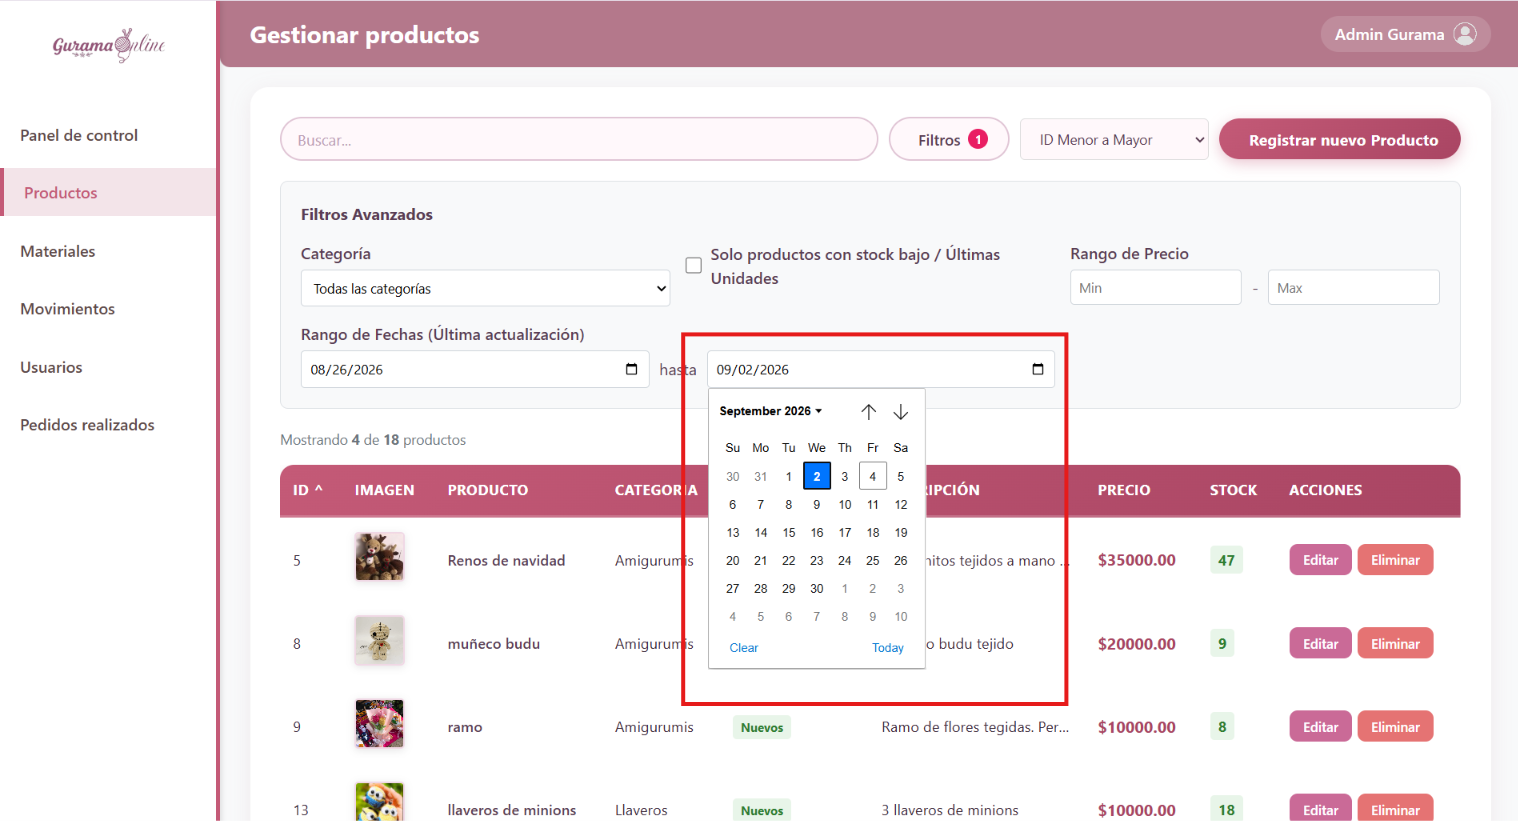 Gurama Online
Gestionar productos
Admin Gurama
Panel de control
Productos
Materiales
Movimientos
Usuarios
Pedidos realizados
Buscar...
Filtros 1
ID Menor a Mayor
Registrar nuevo Producto
Filtros Avanzados
Categoría
Todas las categorías
Solo productos con stock bajo / Últimas
Unidades
Rango de Precio
Min - Max
Rango de Fechas (Última actualización)
08/26/2026 hasta 09/02/2026
September 2026
Su Mo Tu We Th Fr Sa
30 31 1 2 3 4 5
6 7 8 9 10 11 12
13 14 15 16 17 18 19
20 21 22 23 24 25 26
27 28 29 30 1 2 3
4 5 6 7 8 9 10
Clear Today
Mostrando 4 de 18 productos
ID ^ IMAGEN PRODUCTO CATEGORIA RIPCIÓN PRECIO STOCK ACCIONES
5 Renos de navidad Amigurumis nitos tejidos a mano ... $35000.00 47 Editar Eliminar
8 muñeco budu Amigurumis o budu tejido $20000.00 9 Editar Eliminar
9 ramo Amigurumis Nuevos Ramo de flores tegidas. Per... $10000.00 8 Editar Eliminar
13 llaveros de minions Llaveros Nuevos 3 llaveros de minions $10000.00 18 Editar Eliminar